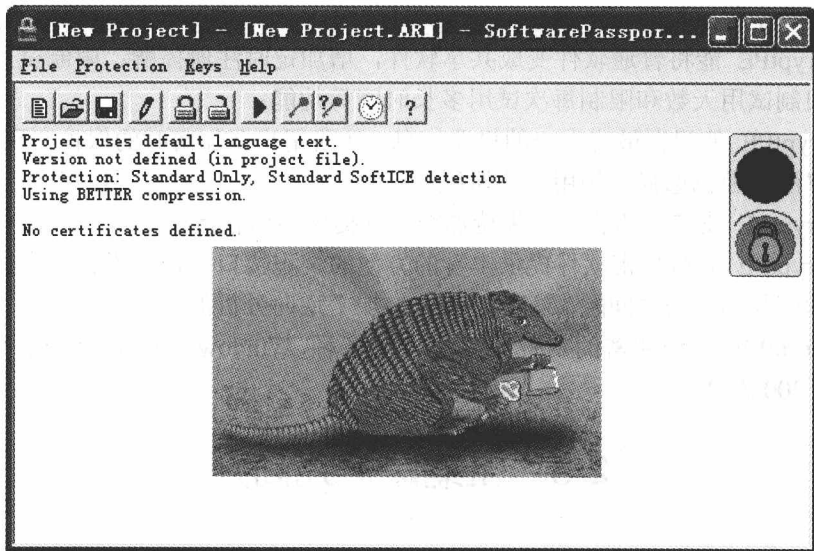 [New Project] - [New Project.ARM] - SoftwarePasspor...
File Protection Keys Help
Project uses default language text.
Version not defined (in project file).
Protection: Standard Only, Standard SoftICE detection
Using BETTER compression.
No certificates defined.